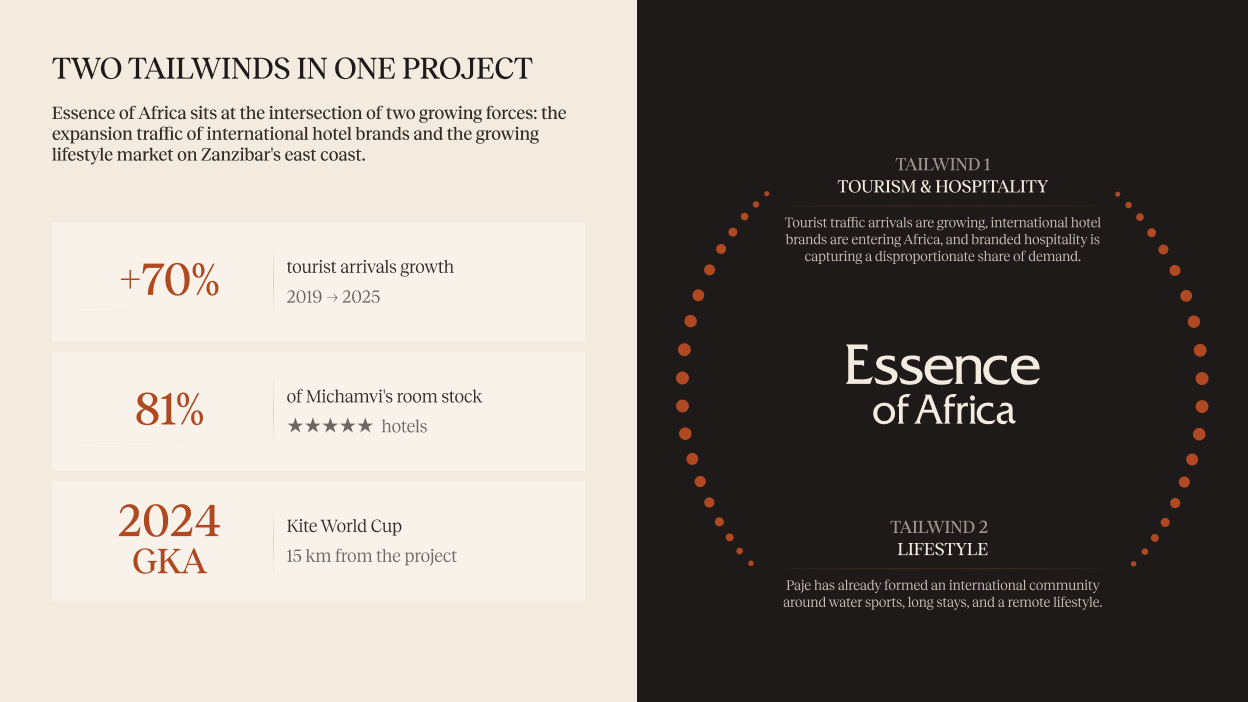 TWO TAILWINDS IN ONE PROJECT
Essence of Africa sits at the intersection of two growing forces: the
expansion traffic of international hotel brands and the growing
lifestyle market on Zanzibar's east coast.
+70%
tourist arrivals growth
2019 → 2025
81%
of Michamvi's room stock
★★★★★ hotels
2024
GKA
Kite World Cup
15 km from the project
TAILWIND 1
TOURISM & HOSPITALITY
Tourist traffic arrivals are growing, international hotel
brands are entering Africa, and branded hospitality is
capturing a disproportionate share of demand.
Essence
of Africa
TAILWIND 2
LIFESTYLE
Paje has already formed an international community
around water sports, long stays, and a remote lifestyle.